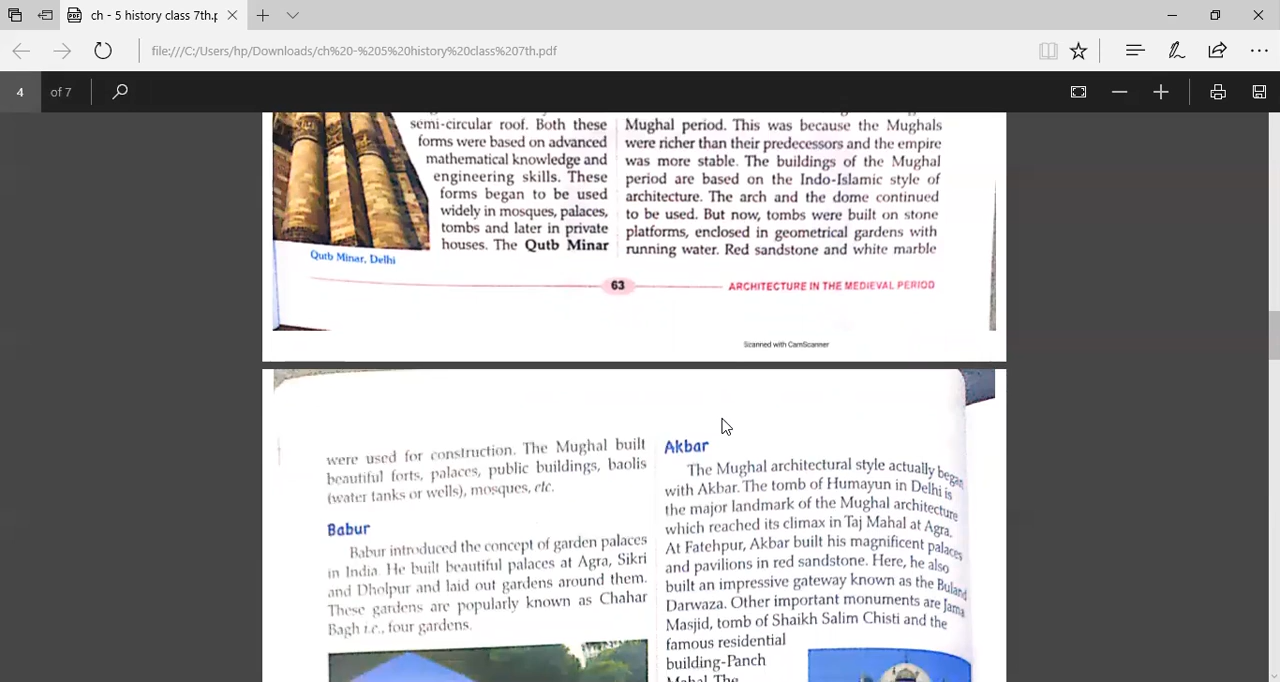 ch - 5 history class 7th.p
file:///C:/Users/hp/Downloads/ch%20-%205%20history%20class%207th.pdf
4 of 7
semi-circular roof. Both these
forms were based on advanced
mathematical knowledge and
engineering skills. These
forms began to be used
widely in mosques, palaces,
tombs and later in private
houses. The Qutb Minar
Qutb Minar, Delhi
Mughal period. This was because the Mughals
were richer than their predecessors and the empire
was more stable. The buildings of the Mughal
period are based on the Indo-Islamic style of
architecture. The arch and the dome continued
to be used. But now, tombs were built on stone
platforms, enclosed in geometrical gardens with
running water. Red sandstone and white marble
63
ARCHITECTURE IN THE MEDIEVAL PERIOD
Scanned with CamScanner
were used for construction. The Mughal built
beautiful forts, palaces, public buildings, baolis
(water tanks or wells), mosques, etc.
Babur
Babur introduced the concept of garden palaces
in India. He built beautiful palaces at Agra, Sikri
and Dholpur and laid out gardens around them.
These gardens are popularly known as Chahar
Bagh i.e., four gardens.
Akbar
The Mughal architectural style actually began
with Akbar. The tomb of Humayun in Delhi is
the major landmark of the Mughal architecture
which reached its climax in Taj Mahal at Agra.
At Fatehpur, Akbar built his magnificent palaces
and pavilions in red sandstone. Here, he also
built an impressive gateway known as the Buland
Darwaza. Other important monuments are Jama
Masjid, tomb of Shaikh Salim Chisti and the
famous residential
building-Panch
Mahal. The